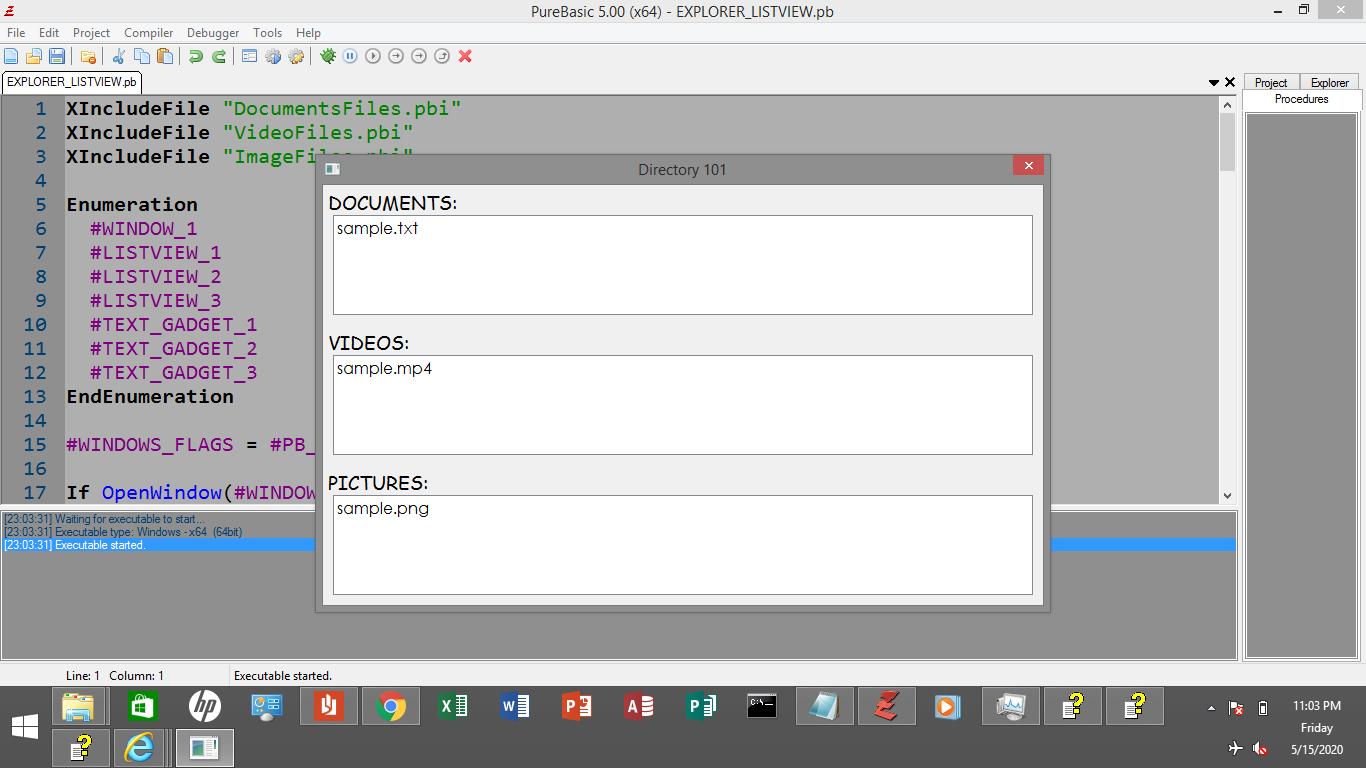 PureBasic 5.00 (x64) - EXPLORER_LISTVIEW.pb
File Edit Project Compiler Debugger Tools Help
EXPLORER_LISTVIEW.pb
Project Explorer
Procedures
1 XIncludeFile "DocumentsFiles.pbi"
2 XIncludeFile "VideoFiles.pbi"
3 XIncludeFile "ImageFiles.pbi"
4
5 Enumeration
6 #WINDOW_1
7 #LISTVIEW_1
8 #LISTVIEW_2
9 #LISTVIEW_3
10 #TEXT_GADGET_1
11 #TEXT_GADGET_2
12 #TEXT_GADGET_3
13 EndEnumeration
14
15 #WINDOWS_FLAGS = #PB_
16
17 If OpenWindow(#WINDOW
Directory 101
DOCUMENTS:
sample.txt
VIDEOS:
sample.mp4
PICTURES:
sample.png
[23:03:31] Waiting for executable to start...
[23:03:31] Executable type: Windows - x64 (64bit)
[23:03:31] Executable started.
Line: 1 Column: 1 Executable started.
11:03 PM
Friday
5/15/2020